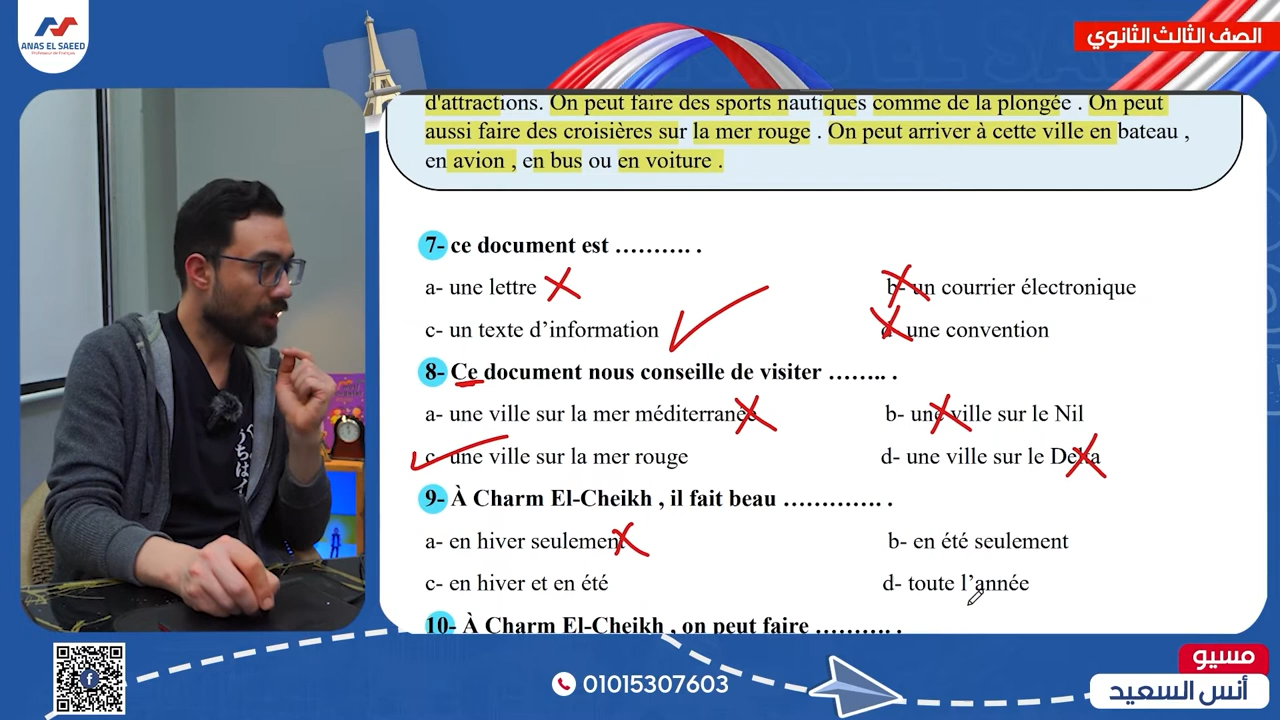 ANAS EL SAEED
Professeur de Français
الصف الثالث الثانوي
d'attractions. On peut faire des sports nautiques comme de la plongée . On peut
aussi faire des croisières sur la mer rouge . On peut arriver à cette ville en bateau ,
en avion , en bus ou en voiture .
7- ce document est ………. .
a- une lettre
b- un courrier électronique
c- un texte d’information
d- une convention
8- Ce document nous conseille de visiter …….. .
a- une ville sur la mer méditerranée
b- une ville sur le Nil
c- une ville sur la mer rouge
d- une ville sur le Delta
9- À Charm El-Cheikh , il fait beau …………. .
a- en hiver seulement
b- en été seulement
c- en hiver et en été
d- toute l’année
10- À Charm El-Cheikh , on peut faire ………. .
01015307603
مسيو
أنس السعيد